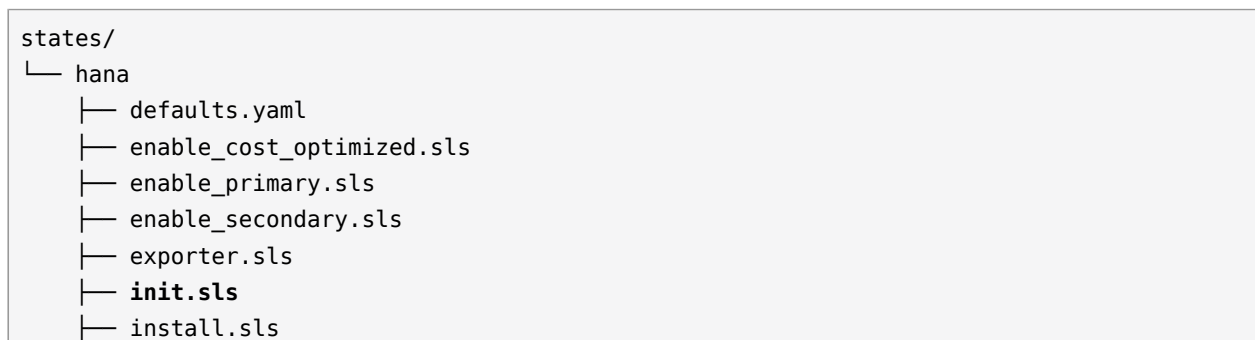 states/
└── hana
    ├── defaults.yaml
    ├── enable_cost_optimized.sls
    ├── enable_primary.sls
    ├── enable_secondary.sls
    ├── exporter.sls
    ├── init.sls
    ├── install.sls